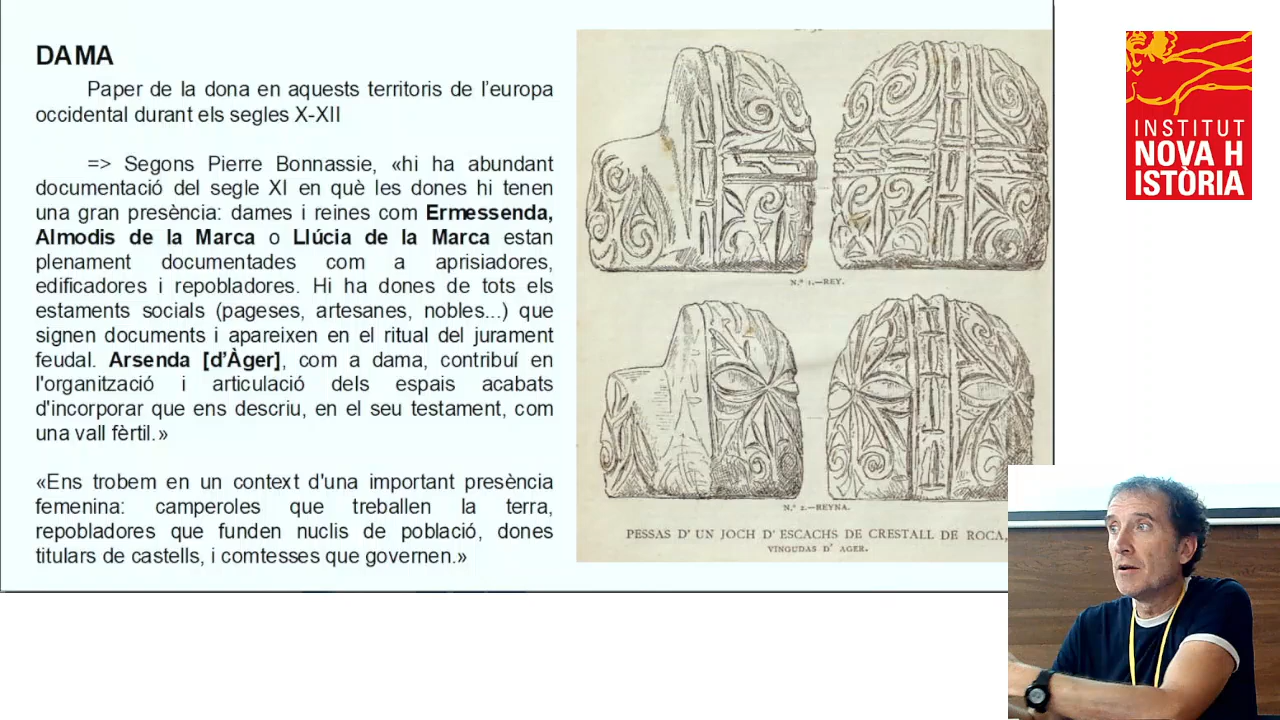 DAMA
Paper de la dona en aquests territoris de l'europa
occidental durant els segles X-XII
=> Segons Pierre Bonnassie, «hi ha abundant
documentació del segle XI en què les dones hi tenen
una gran presència: dames i reines com Ermessenda,
Almodis de la Marca o Llúcia de la Marca estan
plenament documentades com a aprisiadores,
edificadores i repobladores. Hi ha dones de tots els
estaments socials (pageses, artesanes, nobles...) que
signen documents i apareixen en el ritual del jurament
feudal. Arsenda [d'Àger], com a dama, contribuí en
l'organització i articulació dels espais acabats
d'incorporar que ens descriu, en el seu testament, com
una vall fèrtil.»
«Ens trobem en un context d'una important presència
femenina: camperoles que treballen la terra,
repobladores que funden nuclis de població, dones
titulars de castells, i comtesses que governen.»
N.º 1.—REY.
N.º 2.—REYNA.
PESSAS D' UN JOCH D' ESCACHS DE CRESTALL DE ROCA,
VINGUDAS D' AGER.
INSTITUT
NOVA H
ISTÒRIA